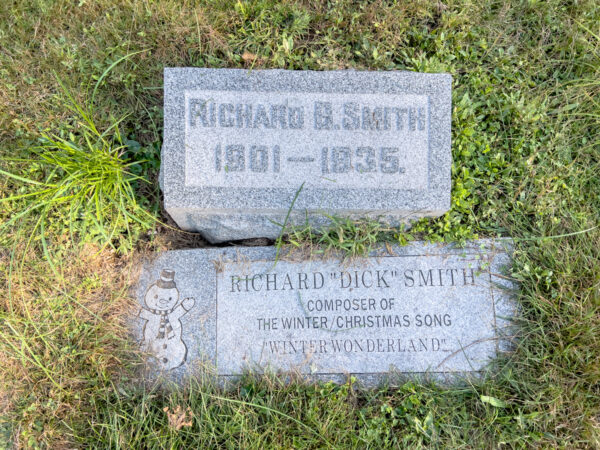 RICHARD B. SMITH
1901–1935.
RICHARD "DICK" SMITH
COMPOSER OF
THE WINTER/CHRISTMAS SONG
"WINTER WONDERLAND"